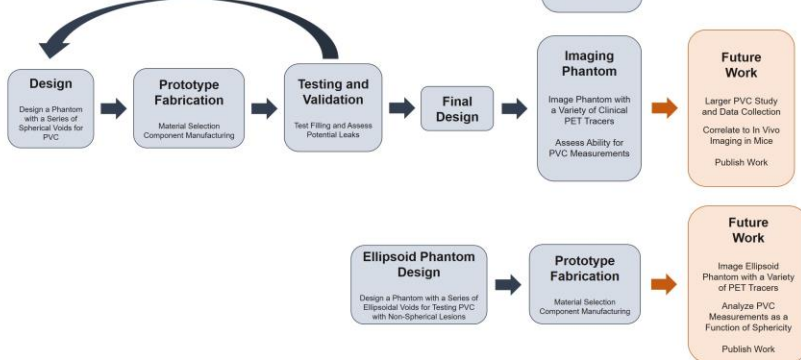 Design
Design a Phantom
with a Series of
Spherical Voids for
PVC
Prototype
Fabrication
Material Selection
Component Manufacturing
Testing and
Validation
Test Filling and Assess
Potential Leaks
Final
Design
Imaging
Phantom
Image Phantom with
a Variety of Clinical
PET Tracers
Assess Ability for
PVC Measurements
Future
Work
Larger PVC Study
and Data Collection
Correlate to In Vivo
Imaging in Mice
Publish Work
Ellipsoid Phantom
Design
Design a Phantom with a Series of
Ellipsoidal Voids for Testing PVC
with Non-Spherical Lesions
Prototype
Fabrication
Material Selection
Component Manufacturing
Future
Work
Image Ellipsoid
Phantom with a Variety
of PET Tracers
Analyze PVC
Measurements as a
Function of Sphericity
Publish Work